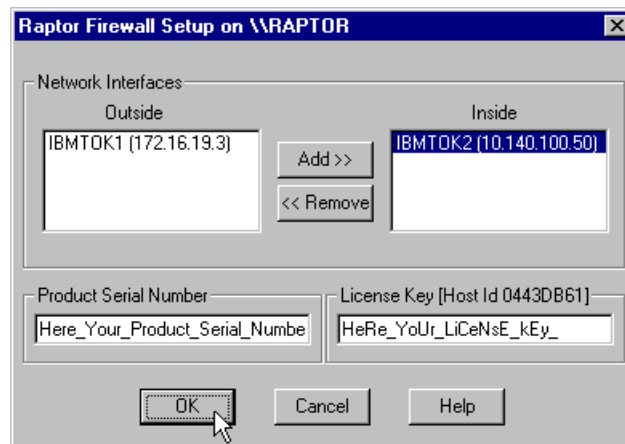 Raptor Firewall Setup on \\RAPTOR
Network Interfaces
Outside
Inside
IBMTOK1 (172.16.19.3)
Add >>
<< Remove
IBMTOK2 (10.140.100.50)
Product Serial Number
Here_Your_Product_Serial_Numbe
License Key [Host Id 0443DB61]
HeRe_YoUr_LiCeNsE_kEy_
OK
Cancel
Help